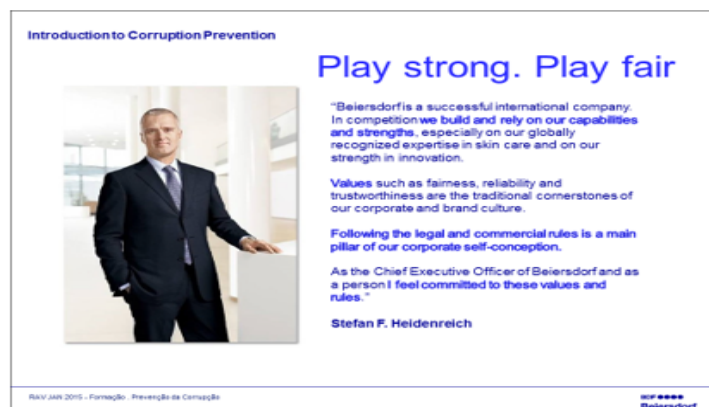 Introduction to Corruption Prevention
Play strong. Play fair
“Beiersdorf is a successful international company.
In competition we build and rely on our capabilities
and strengths, especially on our globally
recognized expertise in skin care and on our
strength in innovation.
Values such as fairness, reliability and
trustworthiness are the traditional cornerstones of
our corporate and brand culture.
Following the legal and commercial rules is a main
pillar of our corporate self-conception.
As the Chief Executive Officer of Beiersdorf and as
a person I feel committed to these values and
rules.”
Stefan F. Heidenreich
JAN 2015 - Formação . Prevenção da Corrupção
BDF
Beiersdorf